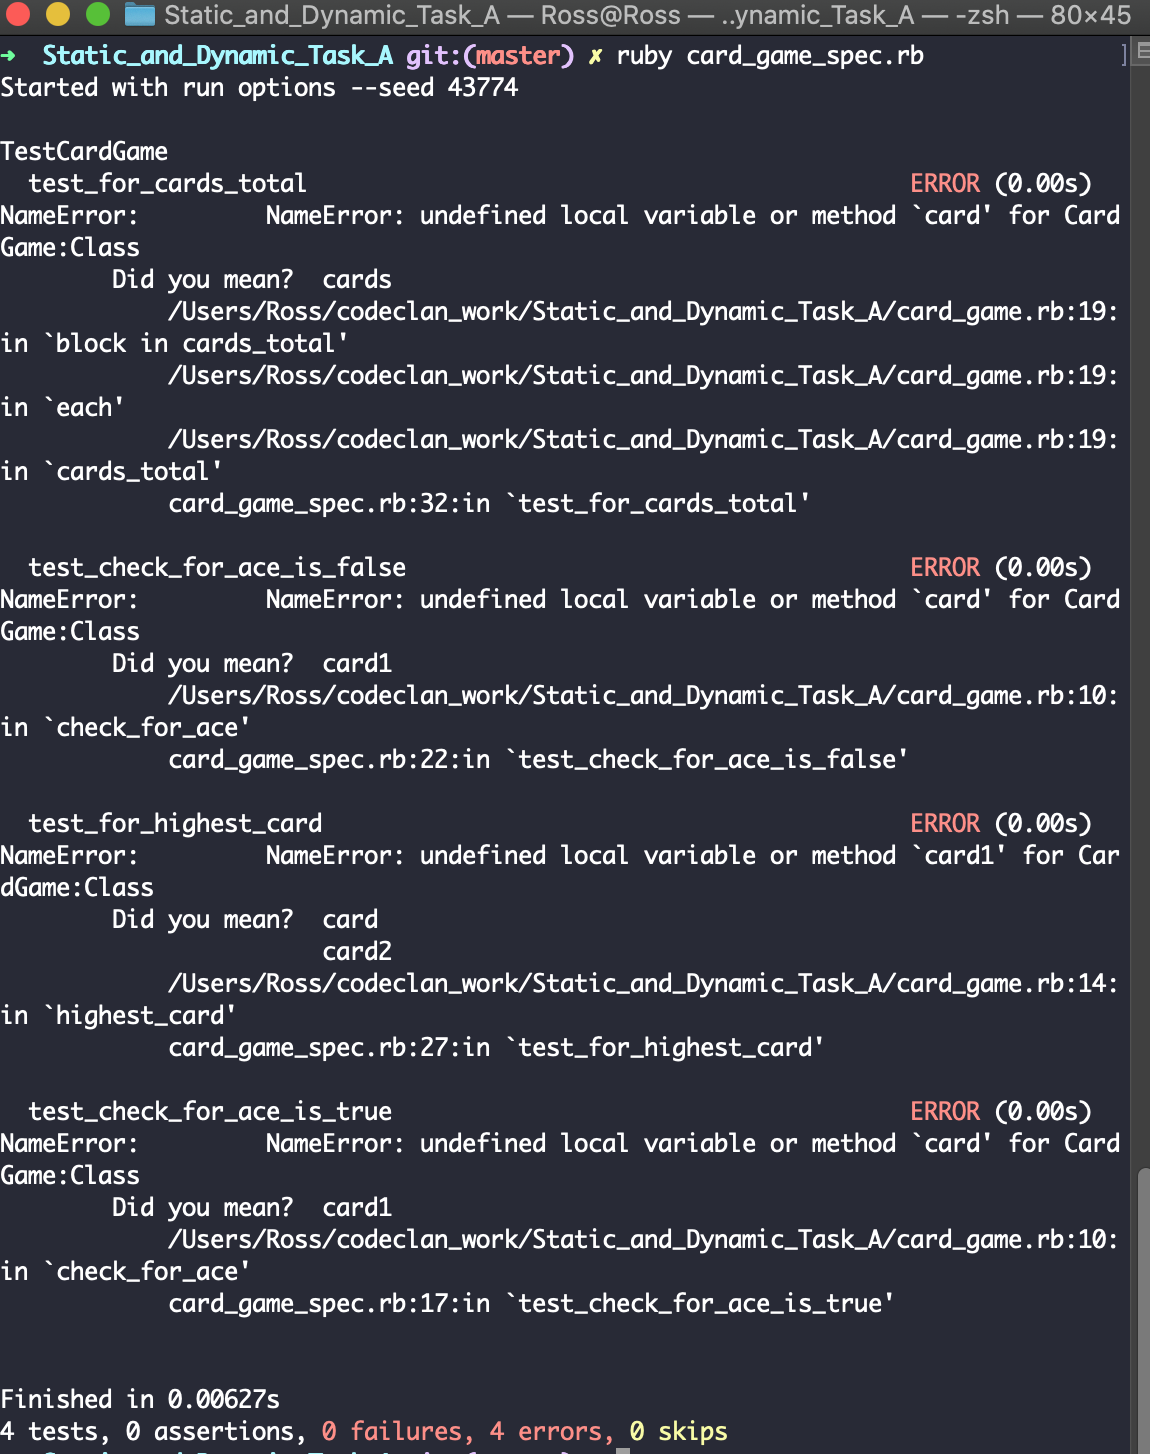 Static_and_Dynamic_Task_A — Ross@Ross — ..ynamic_Task_A — -zsh — 80×45
➜ Static_and_Dynamic_Task_A git:(master) ✗ ruby card_game_spec.rb
Started with run options --seed 43774
TestCardGame
test_for_cards_total ERROR (0.00s)
NameError: NameError: undefined local variable or method `card' for Card
Game:Class
Did you mean? cards
/Users/Ross/codeclan_work/Static_and_Dynamic_Task_A/card_game.rb:19:
in `block in cards_total'
/Users/Ross/codeclan_work/Static_and_Dynamic_Task_A/card_game.rb:19:
in `each'
/Users/Ross/codeclan_work/Static_and_Dynamic_Task_A/card_game.rb:19:
in `cards_total'
card_game_spec.rb:32:in `test_for_cards_total'
test_check_for_ace_is_false ERROR (0.00s)
NameError: NameError: undefined local variable or method `card' for Card
Game:Class
Did you mean? card1
/Users/Ross/codeclan_work/Static_and_Dynamic_Task_A/card_game.rb:10:
in `check_for_ace'
card_game_spec.rb:22:in `test_check_for_ace_is_false'
test_for_highest_card ERROR (0.00s)
NameError: NameError: undefined local variable or method `card1' for Car
dGame:Class
Did you mean? card
card2
/Users/Ross/codeclan_work/Static_and_Dynamic_Task_A/card_game.rb:14:
in `highest_card'
card_game_spec.rb:27:in `test_for_highest_card'
test_check_for_ace_is_true ERROR (0.00s)
NameError: NameError: undefined local variable or method `card' for Card
Game:Class
Did you mean? card1
/Users/Ross/codeclan_work/Static_and_Dynamic_Task_A/card_game.rb:10:
in `check_for_ace'
card_game_spec.rb:17:in `test_check_for_ace_is_true'
Finished in 0.00627s
4 tests, 0 assertions, 0 failures, 4 errors, 0 skips